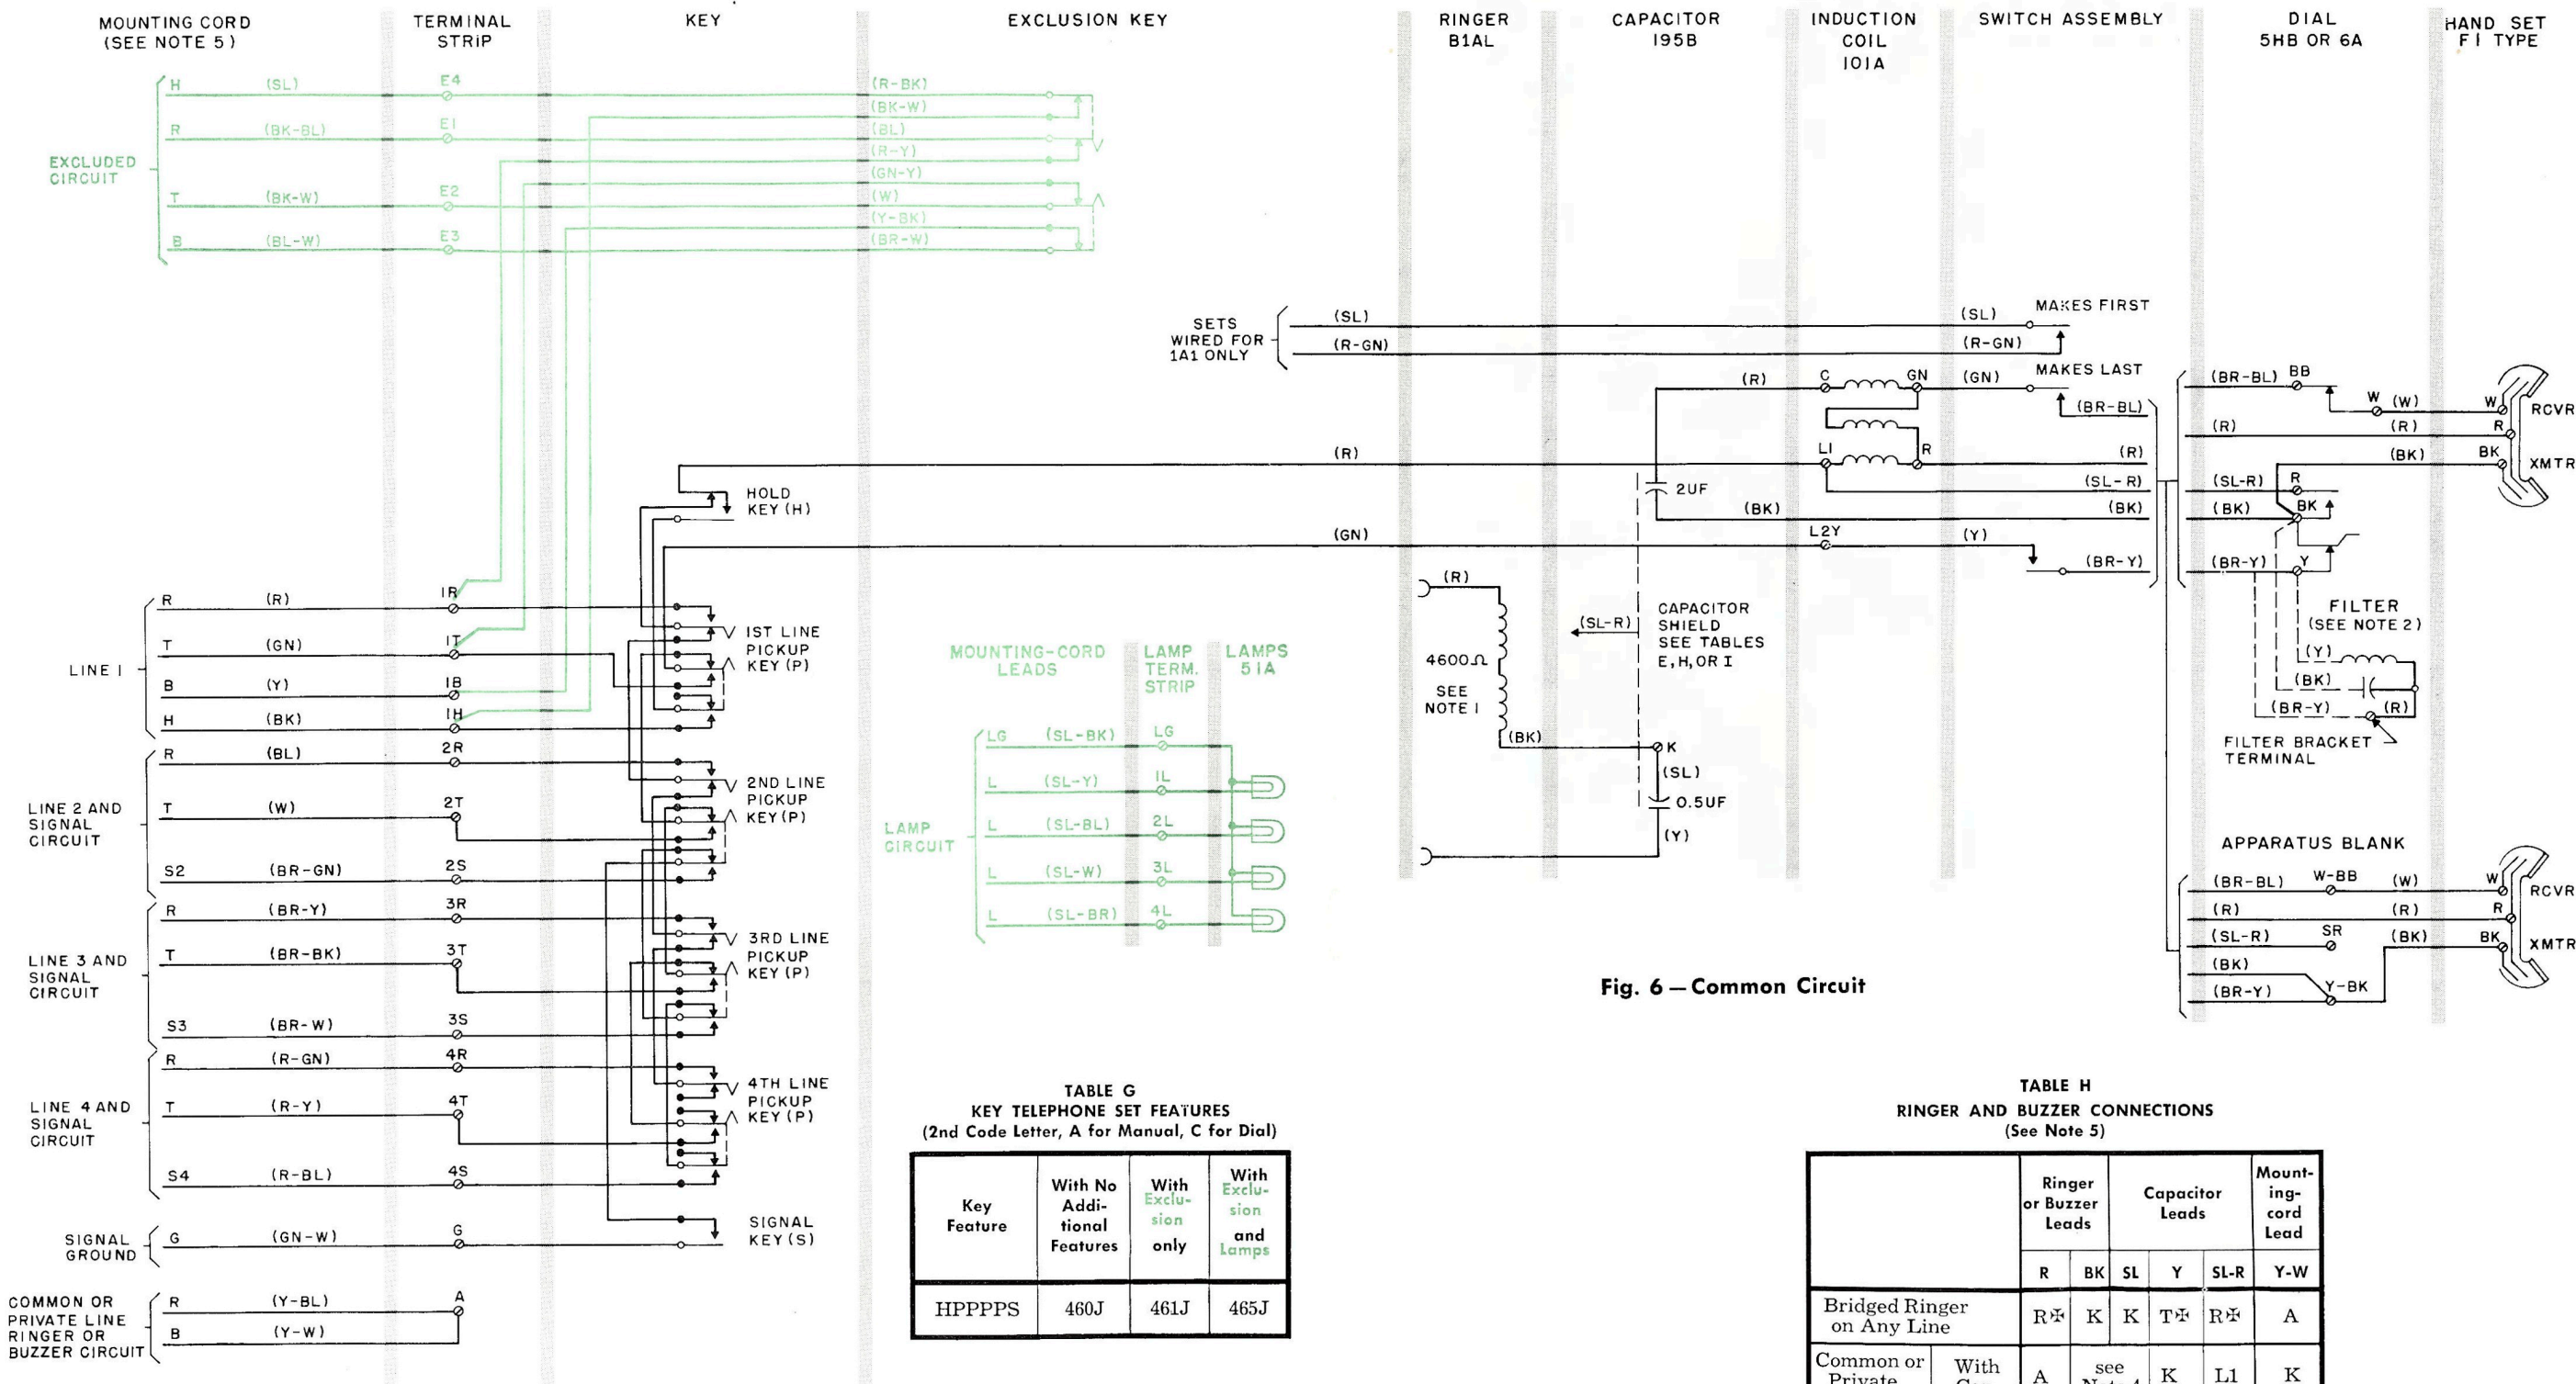 MOUNTING CORD
(SEE NOTE 5)
TERMINAL
STRIP
KEY
EXCLUSION KEY
RINGER
B1AL
CAPACITOR
195B
INDUCTION
COIL
101A
SWITCH ASSEMBLY
DIAL
5HB OR 6A
HAND SET
F1 TYPE
EXCLUDED
CIRCUIT
H (SL) E4 (R-BK)
(BK-W)
R (BK-BL) E1 (BL)
(R-Y)
(GN-Y)
T (BK-W) E2 (W)
(Y-BK)
B (BL-W) E3 (BR-W)
SETS
WIRED FOR
1A1 ONLY
(SL) (SL) MAKES FIRST
(R-GN) (R-GN)
MAKES LAST
(R) C GN (GN)
(BR-BL)
(R) L1 R (R)
(SL-R)
2UF
(BK) (BK)
(GN) L2Y (Y)
(BR-Y)
(BR-BL) BB
W (W) W RCVR
(R) (R) R
(BK) BK XMTR
(SL-R) R
(BK) BK
(BR-Y) Y
FILTER
(SEE NOTE 2)
(Y)
(BK)
(BR-Y) (R)
FILTER BRACKET
TERMINAL
HOLD
KEY (H)
LINE 1
R (R) 1R
T (GN) 1T
B (Y) 1B
H (BK) 1H
1ST LINE
PICKUP
KEY (P)
LINE 2 AND
SIGNAL
CIRCUIT
R (BL) 2R
T (W) 2T
S2 (BR-GN) 2S
2ND LINE
PICKUP
KEY (P)
LINE 3 AND
SIGNAL
CIRCUIT
R (BR-Y) 3R
T (BR-BK) 3T
S3 (BR-W) 3S
3RD LINE
PICKUP
KEY (P)
LINE 4 AND
SIGNAL
CIRCUIT
R (R-GN) 4R
T (R-Y) 4T
S4 (R-BL) 4S
4TH LINE
PICKUP
KEY (P)
SIGNAL
GROUND
G (GN-W) G
SIGNAL
KEY (S)
COMMON OR
PRIVATE LINE
RINGER OR
BUZZER CIRCUIT
R (Y-BL) A
B (Y-W)
MOUNTING-CORD
LEADS
LAMP
TERM.
STRIP
LAMPS
51A
LAMP
CIRCUIT
LG (SL-BK) LG
L (SL-Y) 1L
L (SL-BL) 2L
L (SL-W) 3L
L (SL-BR) 4L
(R)
4600Ω
SEE
NOTE 1
(BK)
(SL-R)
CAPACITOR
SHIELD
SEE TABLES
E, H, OR I
K
(SL)
0.5UF
(Y)
APPARATUS BLANK
(BR-BL) W-BB (W) W RCVR
(R) (R) R
(SL-R) SR (BK) BK XMTR
(BK)
(BR-Y) Y-BK
Fig. 6 — Common Circuit
TABLE G
KEY TELEPHONE SET FEATURES
(2nd Code Letter, A for Manual, C for Dial)
Key
Feature
With No
Addi-
tional
Features
With
Exclu-
sion
only
With
Exclu-
sion
and
Lamps
HPPPPS 460J 461J 465J
TABLE H
RINGER AND BUZZER CONNECTIONS
(See Note 5)
Ringer
or Buzzer
Leads
Capacitor
Leads
Mount-
ing-
cord
Lead
R BK SL Y SL-R Y-W
Bridged Ringer
on Any Line
R✠ K K T✠ R✠ A
Common or
Private
With
A
see
K L1 K